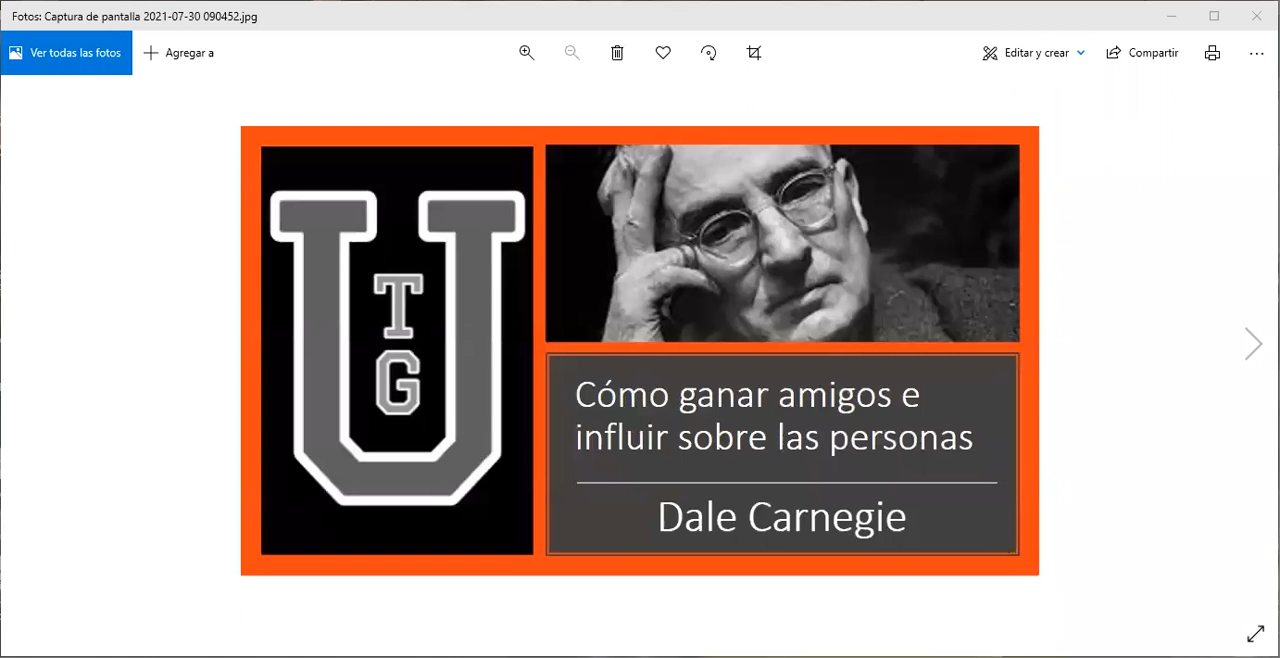 Fotos: Captura de pantalla 2021-07-30 090452.jpg
Ver todas las fotos
Agregar a
Editar y crear
Compartir
U
T
G
Cómo ganar amigos e
influir sobre las personas
Dale Carnegie